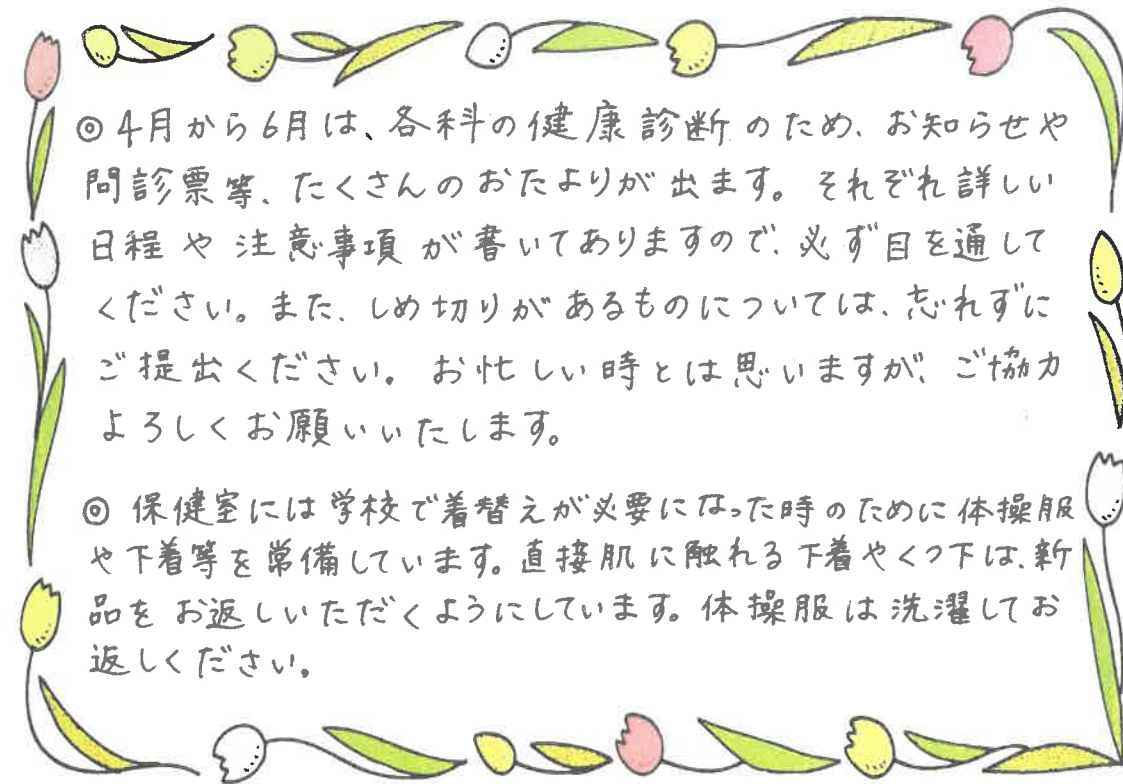 ◎4月から6月は、各科の健康診断のため、お知らせや
問診票等、たくさんのおたよりが出ます。それぞれ詳しい
日程や注意事項が書いてありますので、必ず目を通して
ください。また、しめ切りがあるものについては、忘れずに
ご提出ください。お忙しい時とは思いますが、ご協力
よろしくお願いいたします。
◎保健室には学校で着替えが必要になった時のために体操服
や下着等を常備しています。直接肌に触れる下着やくつ下は、新
品をお返しいただくようにしています。体操服は洗濯してお
返しください。